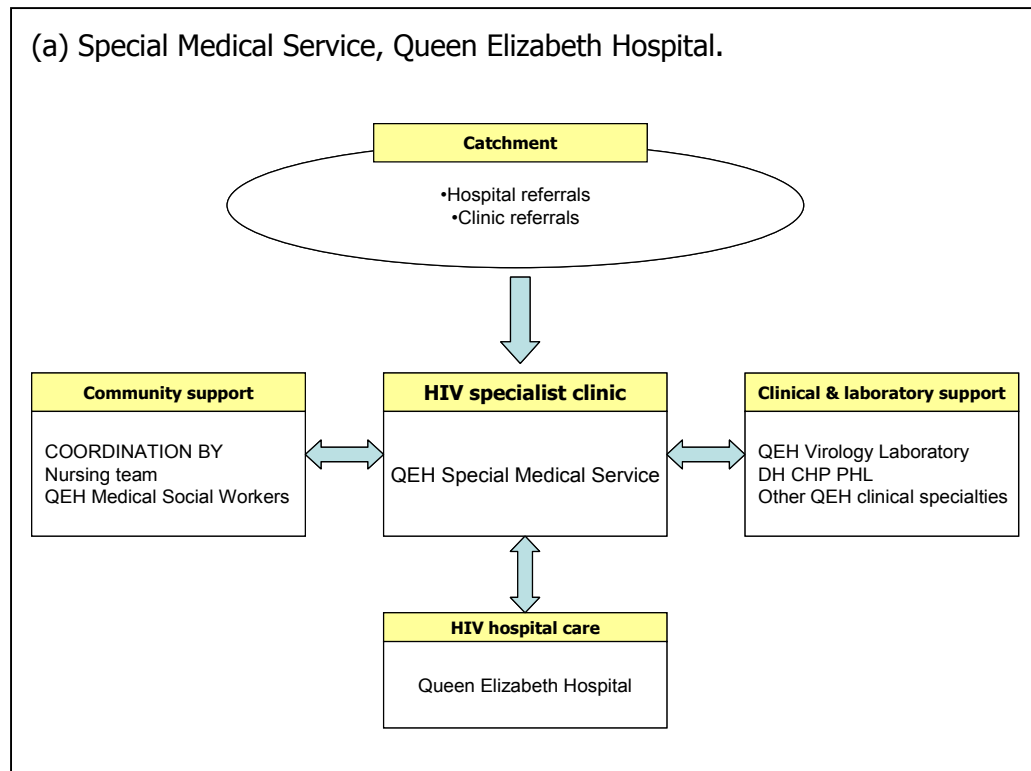 (a) Special Medical Service, Queen Elizabeth Hospital.
Catchment
•Hospital referrals
•Clinic referrals
Community support
COORDINATION BY
Nursing team
QEH Medical Social Workers
HIV specialist clinic
QEH Special Medical Service
Clinical & laboratory support
QEH Virology Laboratory
DH CHP PHL
Other QEH clinical specialties
HIV hospital care
Queen Elizabeth Hospital